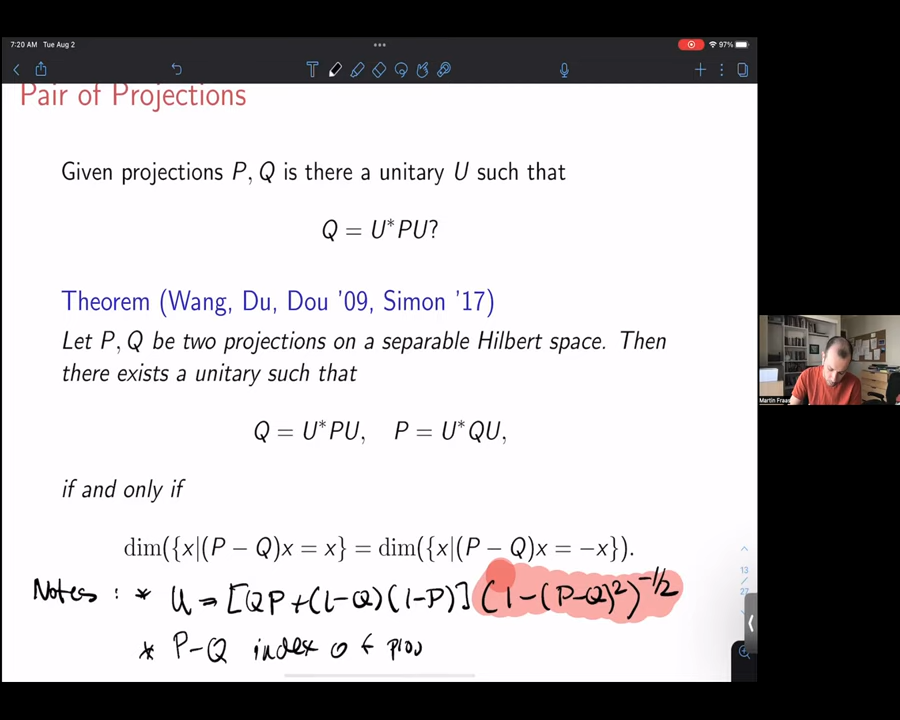 7:20 AM Tue Aug 2
97%
Pair of Projections
Given projections P, Q is there a unitary U such that
Q = U*PU?
Theorem (Wang, Du, Dou '09, Simon '17)
Let P, Q be two projections on a separable Hilbert space. Then
there exists a unitary such that
Q = U*PU, P = U*QU,
if and only if
dim({x|(P − Q)x = x} = dim({x|(P − Q)x = −x}).
Notes : * U = [QP + (1-Q)(1-P)] (1-(P-Q)²)^{-1/2}
* P-Q index of
13
/
Martin Fraas